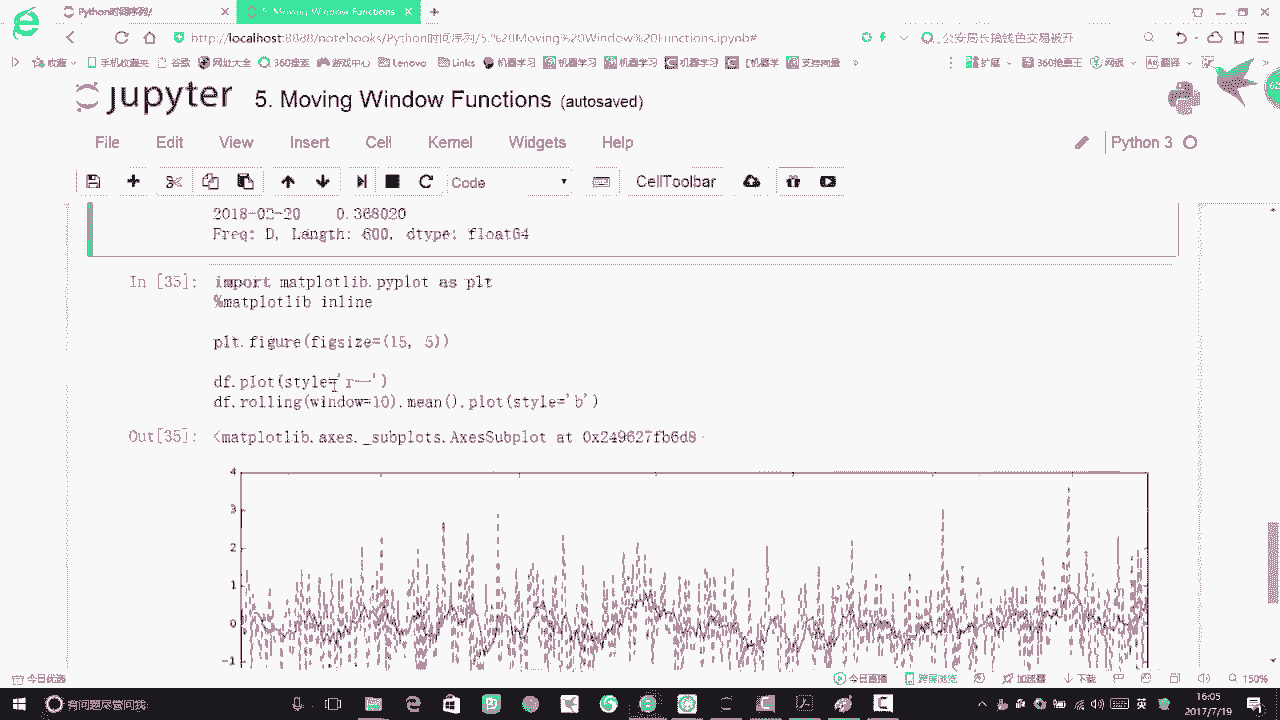 Python时间序列/
5. Moving Window Functions
http://localhost:8888/notebooks/Python时间序列/5.%20Moving%20Window%20Functions.ipynb#
公安局长搞钱色交易被开
收藏 手机收藏夹 谷歌 网址大全 360搜索 游戏中心 Lenovo Links 机器学习 机器学习 机器学习 机器学习 【机器学 支持向量
扩展 360抢票王 网银 翻译
jupyter 5. Moving Window Functions (autosaved)
File Edit View Insert Cell Kernel Widgets Help
Python 3
Code CellToolbar
2018-02-20 0.368020
Freq: D, Length: 600, dtype: float64
In [35]: import matplotlib.pyplot as plt
%matplotlib inline
plt.figure(figsize=(15, 5))
df.plot(style='r--')
df.rolling(window=10).mean().plot(style='b')
Out[35]: <matplotlib.axes._subplots.AxesSubplot at 0x249627fb6d8>
4
3
2
1
0
-1
今日优选
今日直播 跨屏浏览 加速器 下载 150%
有问题尽管问我
英
16:05
2017/7/19